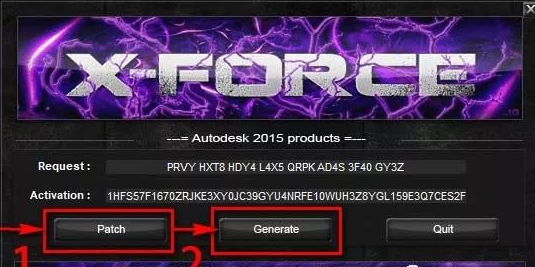 X-FORCE
---= Autodesk 2015 products =---
Request : PRVY HXT8 HDY4 L4X5 QRPK AD4S 3F40 GY3Z
Activation : 1HFS57F1670ZRJKE3XY0JC39GYU4NRFE10WUH3Z8YGL159E3Q7CES2F
Patch Generate Quit
1 2